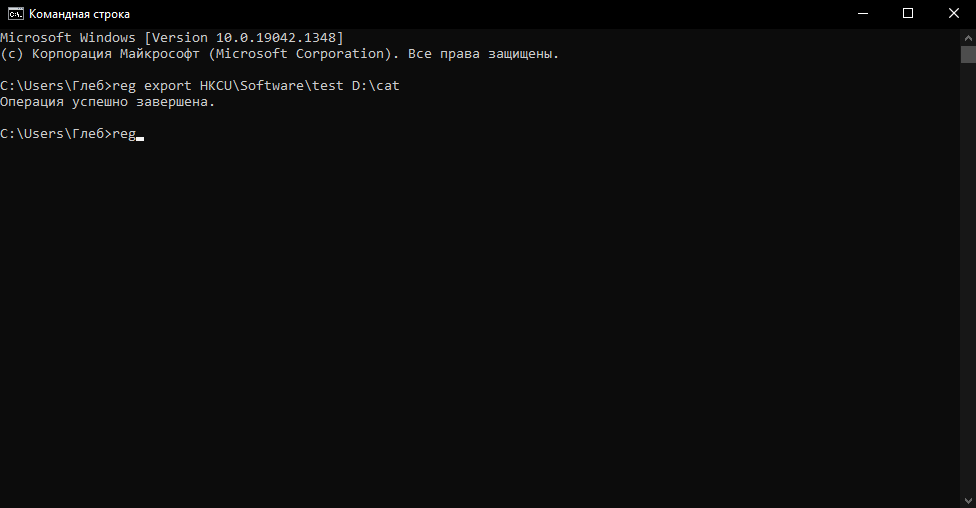 Командная строка
Microsoft Windows [Version 10.0.19042.1348]
(c) Корпорация Майкрософт (Microsoft Corporation). Все права защищены.
C:\Users\Глеб>reg export HKCU\Software\test D:\cat
Операция успешно завершена.
C:\Users\Глеб>reg